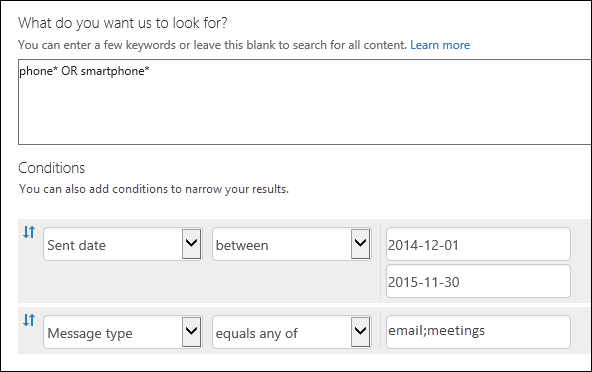 What do you want us to look for?
You can enter a few keywords or leave this blank to search for all content. Learn more
phone* OR smartphone*
Conditions
You can also add conditions to narrow your results.
Sent date between 2014-12-01
2015-11-30
Message type equals any of email;meetings